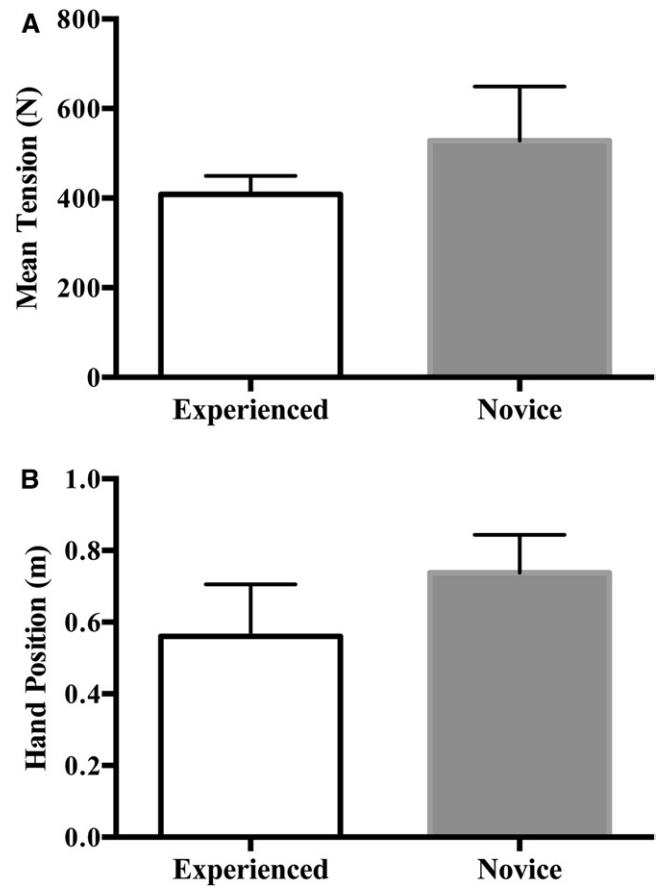 A
Mean Tension (N)
800
600
400
200
0
Experienced Novice
B
Hand Position (m)
1.0
0.8
0.6
0.4
0.2
0.0
Experienced Novice